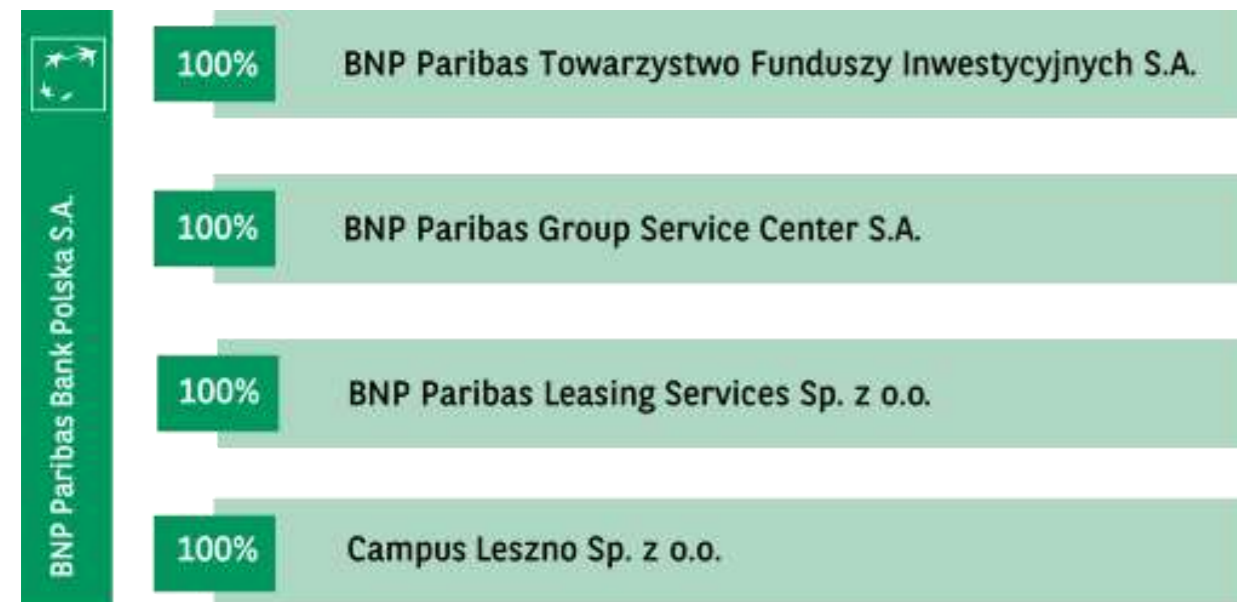 BNP Paribas Bank Polska S.A.
100%
BNP Paribas Towarzystwo Funduszy Inwestycyjnych S.A.
100%
BNP Paribas Group Service Center S.A.
100%
BNP Paribas Leasing Services Sp. z o.o.
100%
Campus Leszno Sp. z o.o.